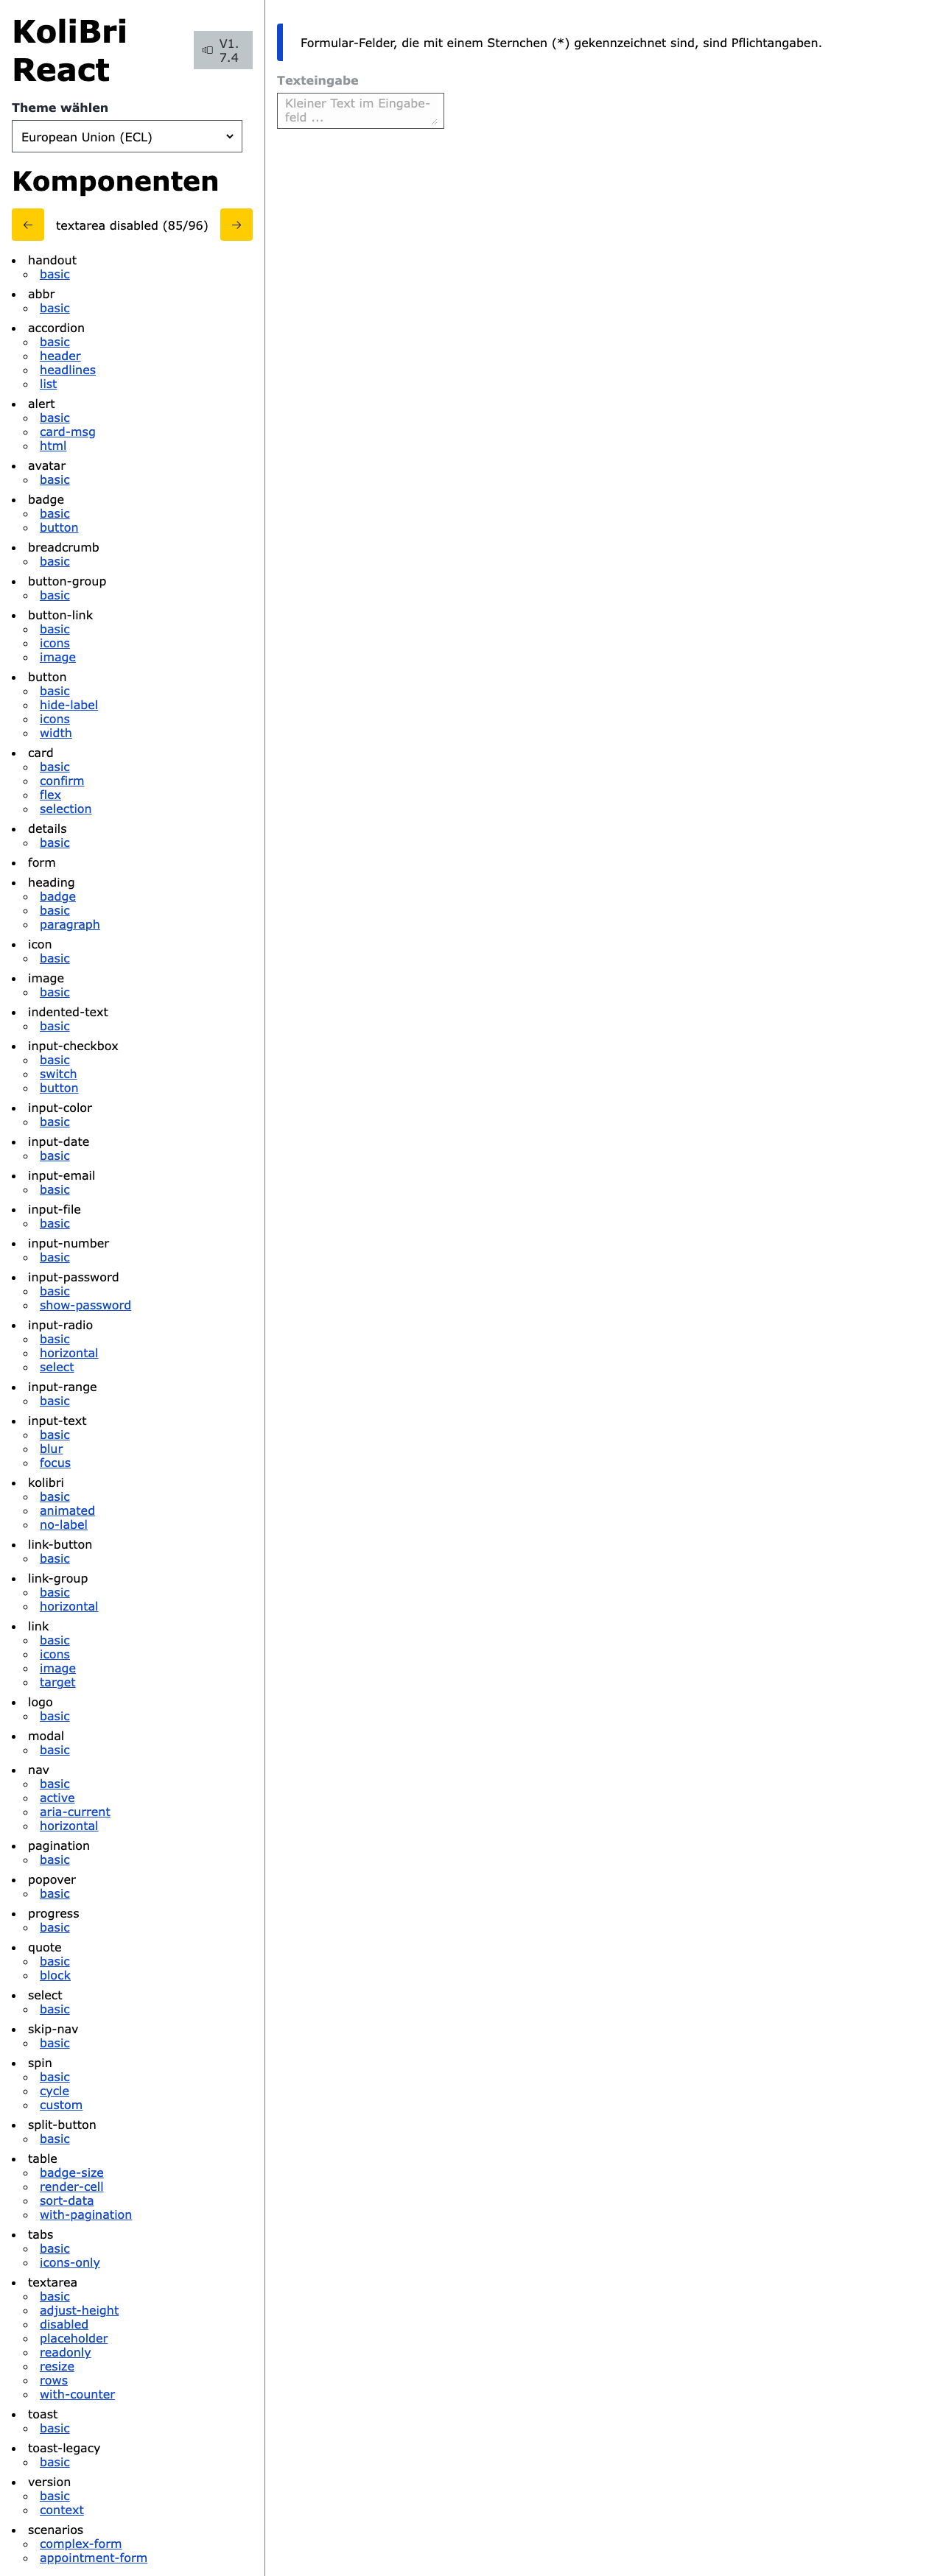 KoliBri
React
V1.
7.4
Theme wählen
European Union (ECL)
Komponenten
← textarea disabled (85/96) →
handout
basic
abbr
basic
accordion
basic
header
headlines
list
alert
basic
card-msg
html
avatar
basic
badge
basic
button
breadcrumb
basic
button-group
basic
button-link
basic
icons
image
button
basic
hide-label
icons
width
card
basic
confirm
flex
selection
details
basic
form
heading
badge
basic
paragraph
icon
basic
image
basic
indented-text
basic
input-checkbox
basic
switch
button
input-color
basic
input-date
basic
input-email
basic
input-file
basic
input-number
basic
input-password
basic
show-password
input-radio
basic
horizontal
select
input-range
basic
input-text
basic
blur
focus
kolibri
basic
animated
no-label
link-button
basic
link-group
basic
horizontal
link
basic
icons
image
target
logo
basic
modal
basic
nav
basic
active
aria-current
horizontal
pagination
basic
popover
basic
progress
basic
quote
basic
block
select
basic
skip-nav
basic
spin
basic
cycle
custom
split-button
basic
table
badge-size
render-cell
sort-data
with-pagination
tabs
basic
icons-only
textarea
basic
adjust-height
disabled
placeholder
readonly
resize
rows
with-counter
toast
basic
toast-legacy
basic
version
basic
context
scenarios
complex-form
appointment-form
Formular-Felder, die mit einem Sternchen (*) gekennzeichnet sind, sind Pflichtangaben.
Texteingabe
Kleiner Text im Eingabe-
feld ...